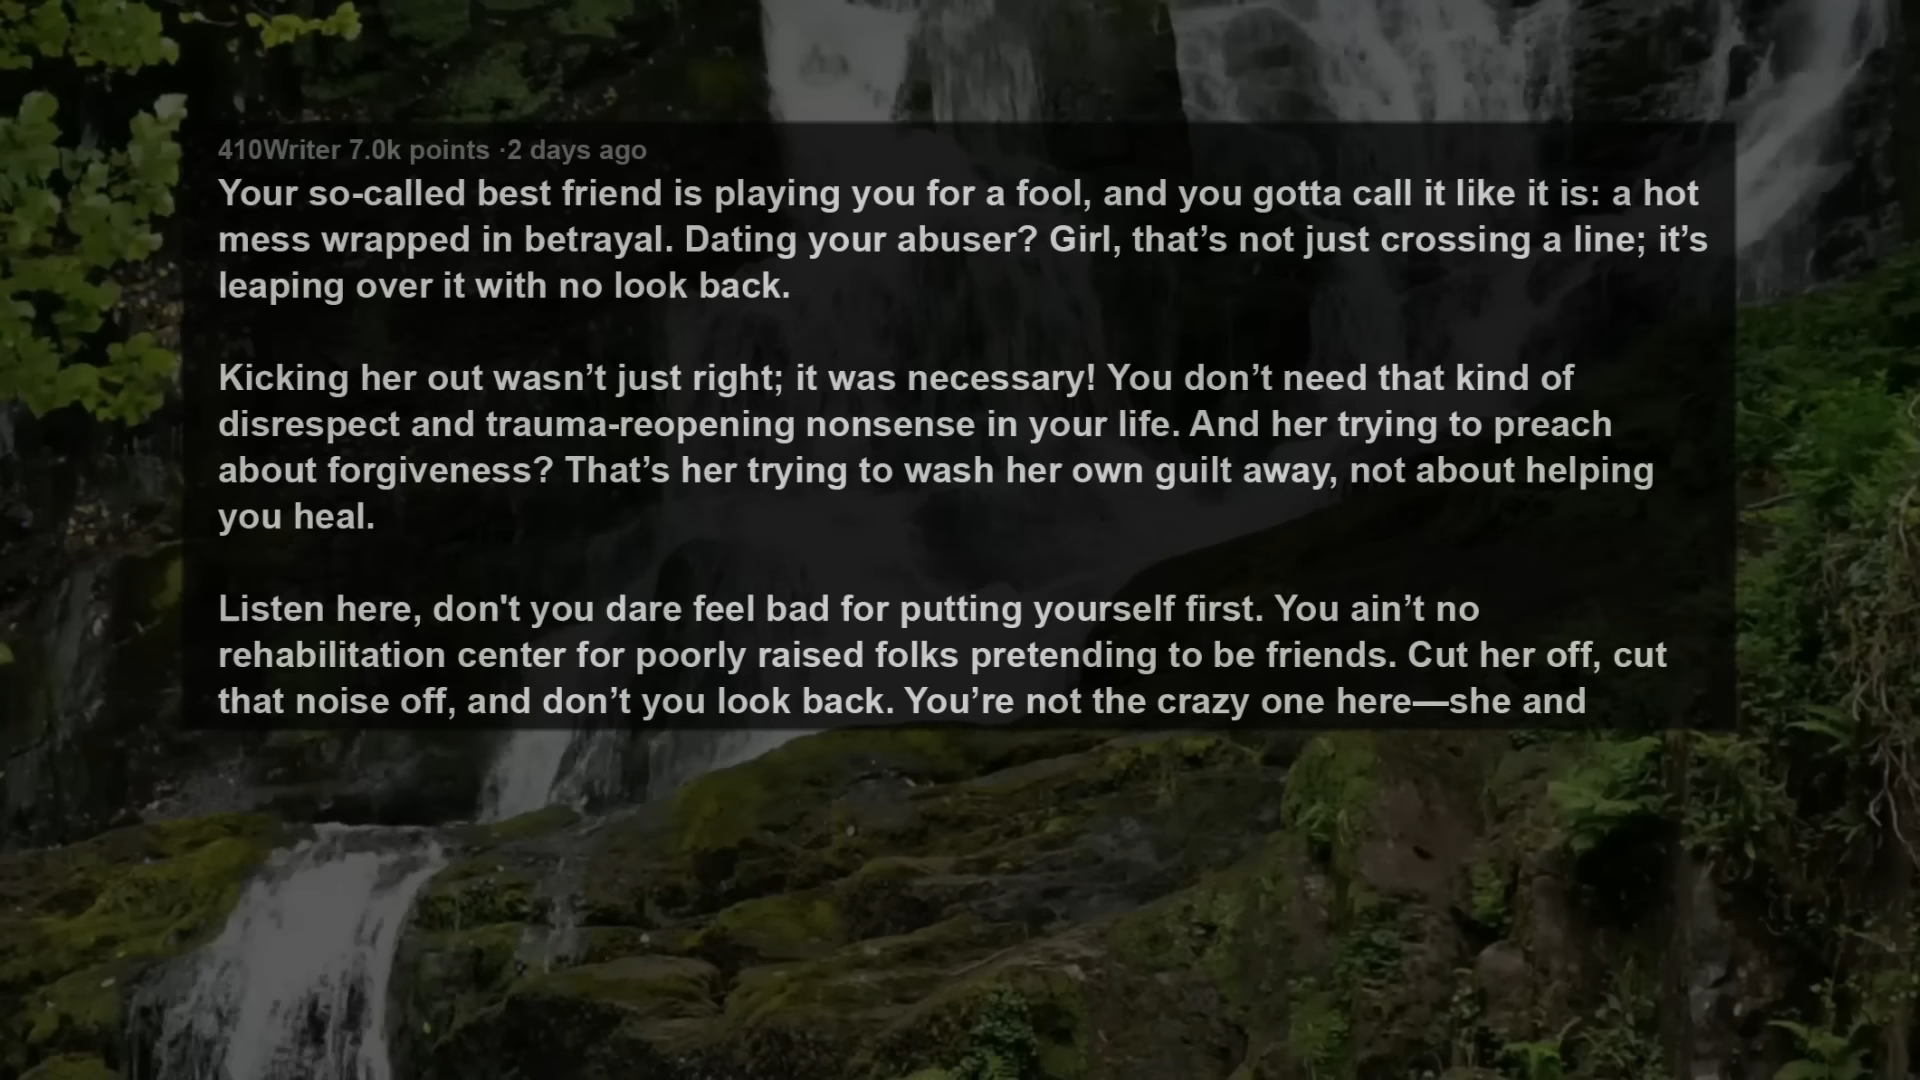 410Writer 7.0k points ·2 days ago
Your so-called best friend is playing you for a fool, and you gotta call it like it is: a hot
mess wrapped in betrayal. Dating your abuser? Girl, that’s not just crossing a line; it’s
leaping over it with no look back.
Kicking her out wasn’t just right; it was necessary! You don’t need that kind of
disrespect and trauma-reopening nonsense in your life. And her trying to preach
about forgiveness? That’s her trying to wash her own guilt away, not about helping
you heal.
Listen here, don't you dare feel bad for putting yourself first. You ain’t no
rehabilitation center for poorly raised folks pretending to be friends. Cut her off, cut
that noise off, and don’t you look back. You’re not the crazy one here—she and